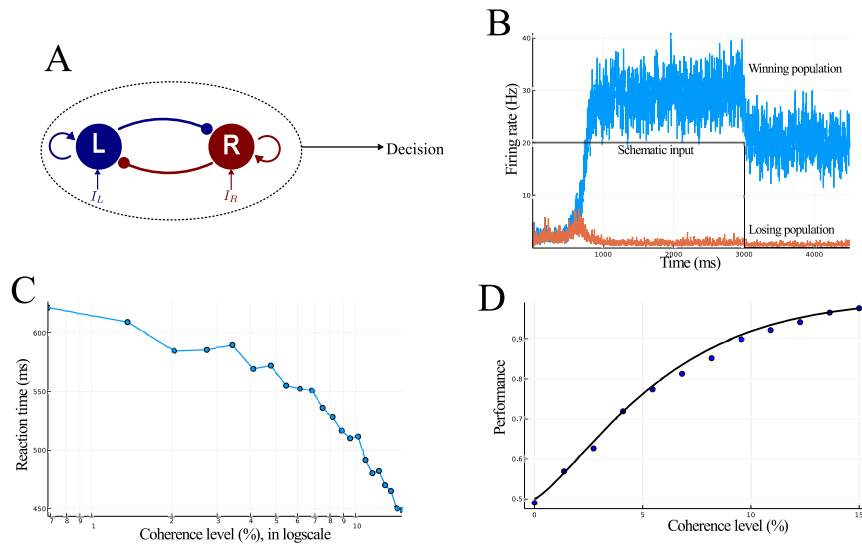 A
L
R
I_L
I_R
Decision
B
Firing rate (Hz)
40
30
20
10
Winning population
Schematic input
Losing population
1000
2000
3000
4000
Time (ms)
C
Reaction time (ms)
600
550
500
450
7 8 9 1 2 3 4 5 6 7 8 9 10
Coherence level (%), in logscale
D
Performance
0.9
0.8
0.7
0.6
0.5
0 5 10 15
Coherence level (%)